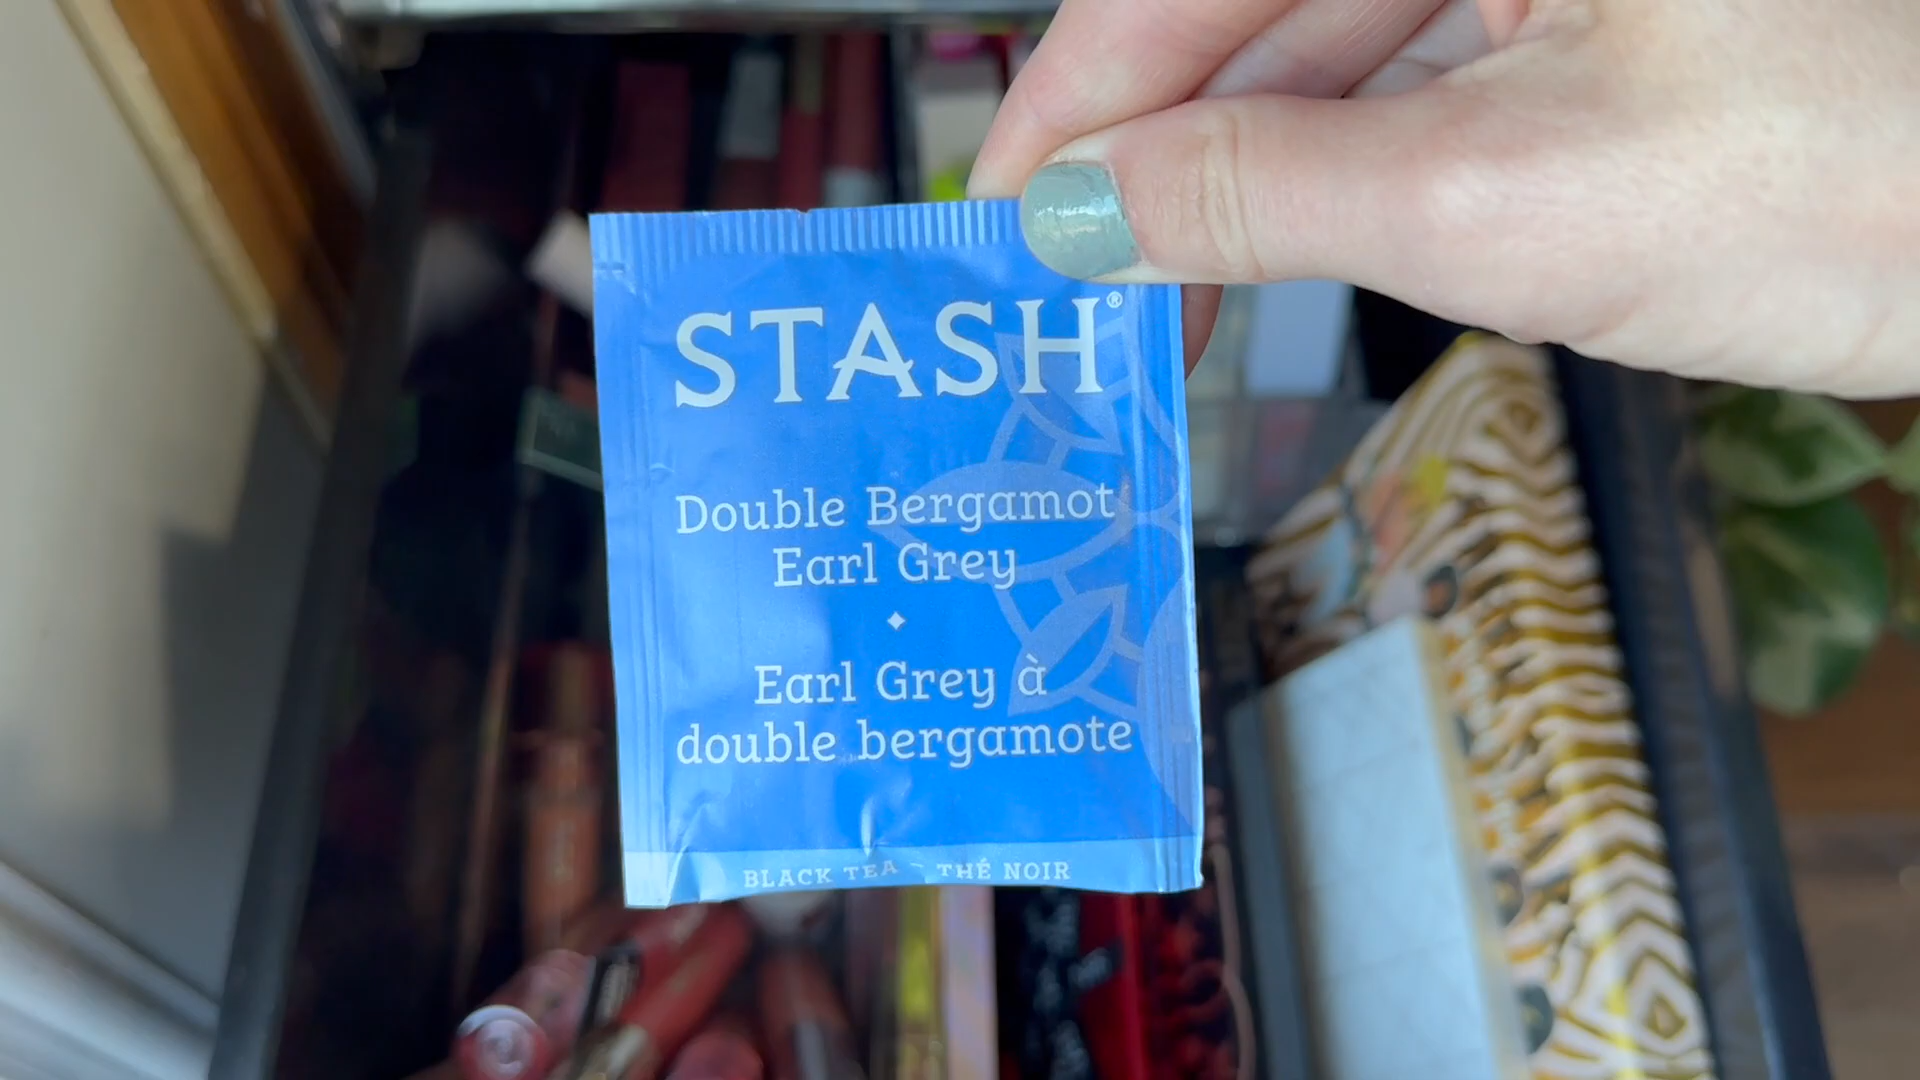 STASH®
Double Bergamot
Earl Grey
Earl Grey à
double bergamote
BLACK TEA - THÉ NOIR